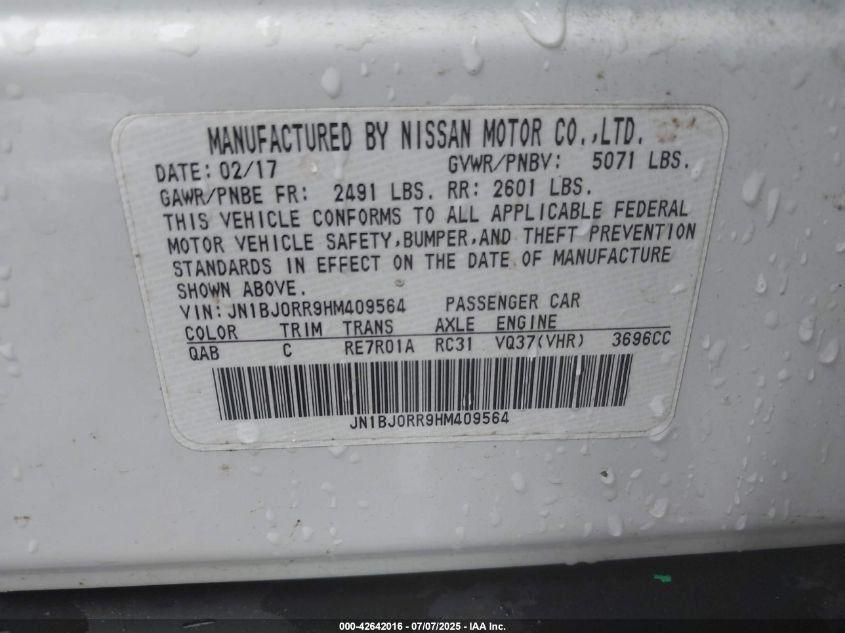 MANUFACTURED BY NISSAN MOTOR CO.,LTD.
DATE: 02/17 GVWR/PNBV: 5071 LBS.
GAWR/PNBE FR: 2491 LBS. RR: 2601 LBS.
THIS VEHICLE CONFORMS TO ALL APPLICABLE FEDERAL
MOTOR VEHICLE SAFETY,BUMPER,AND THEFT PREVENTION
STANDARDS IN EFFECT ON THE DATE OF MANUFACTURE
SHOWN ABOVE.
VIN: JN1BJ0RR9HM409564 PASSENGER CAR
COLOR TRIM TRANS AXLE ENGINE
QAB C RE7R01A RC31 VQ37(VHR) 3696CC
JN1BJ0RR9HM409564
000-42642016 - 07/07/2025 - IAA Inc.